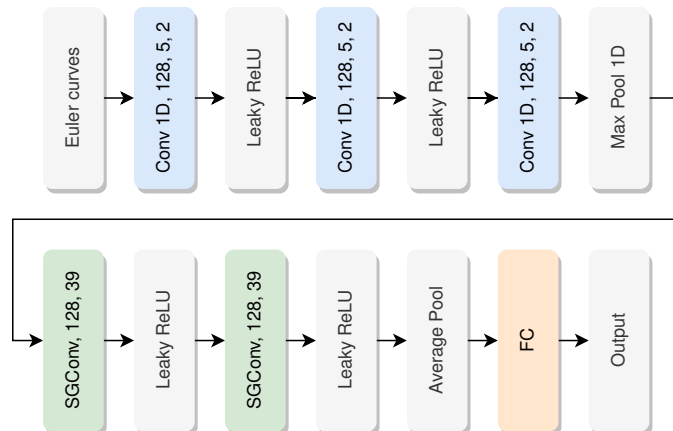 Euler curves
Conv 1D, 128, 5, 2
Leaky ReLU
Conv 1D, 128, 5, 2
Leaky ReLU
Conv 1D, 128, 5, 2
Max Pool 1D
SGConv, 128, 39
Leaky ReLU
SGConv, 128, 39
Leaky ReLU
Average Pool
FC
Output